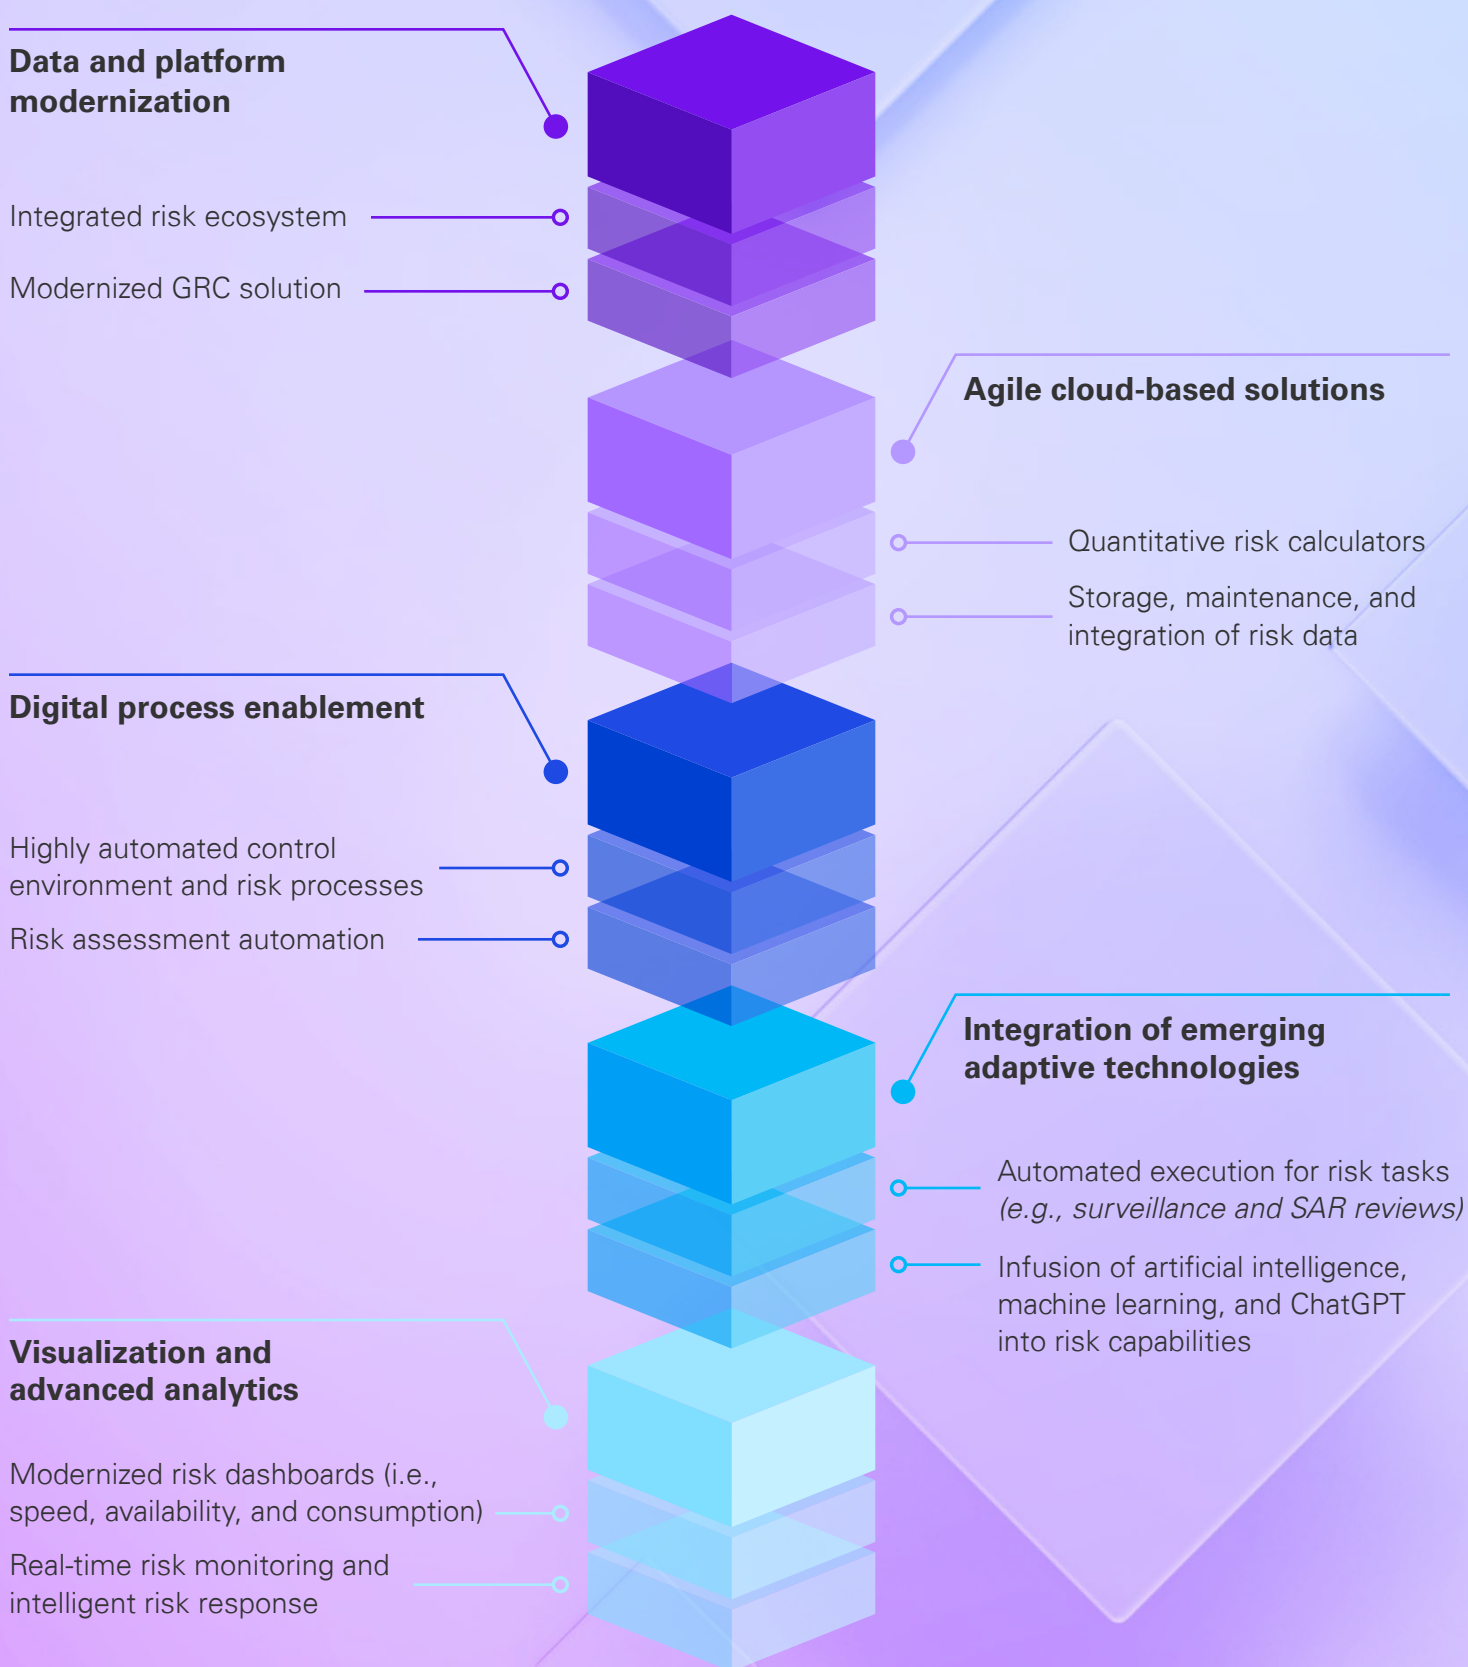 Data and platform
modernization
Integrated risk ecosystem
Modernized GRC solution
Agile cloud-based solutions
Quantitative risk calculators
Storage, maintenance, and
integration of risk data
Digital process enablement
Highly automated control
environment and risk processes
Risk assessment automation
Integration of emerging
adaptive technologies
Automated execution for risk tasks
(e.g., surveillance and SAR reviews)
Infusion of artificial intelligence,
machine learning, and ChatGPT
into risk capabilities
Visualization and
advanced analytics
Modernized risk dashboards (i.e.,
speed, availability, and consumption)
Real-time risk monitoring and
intelligent risk response